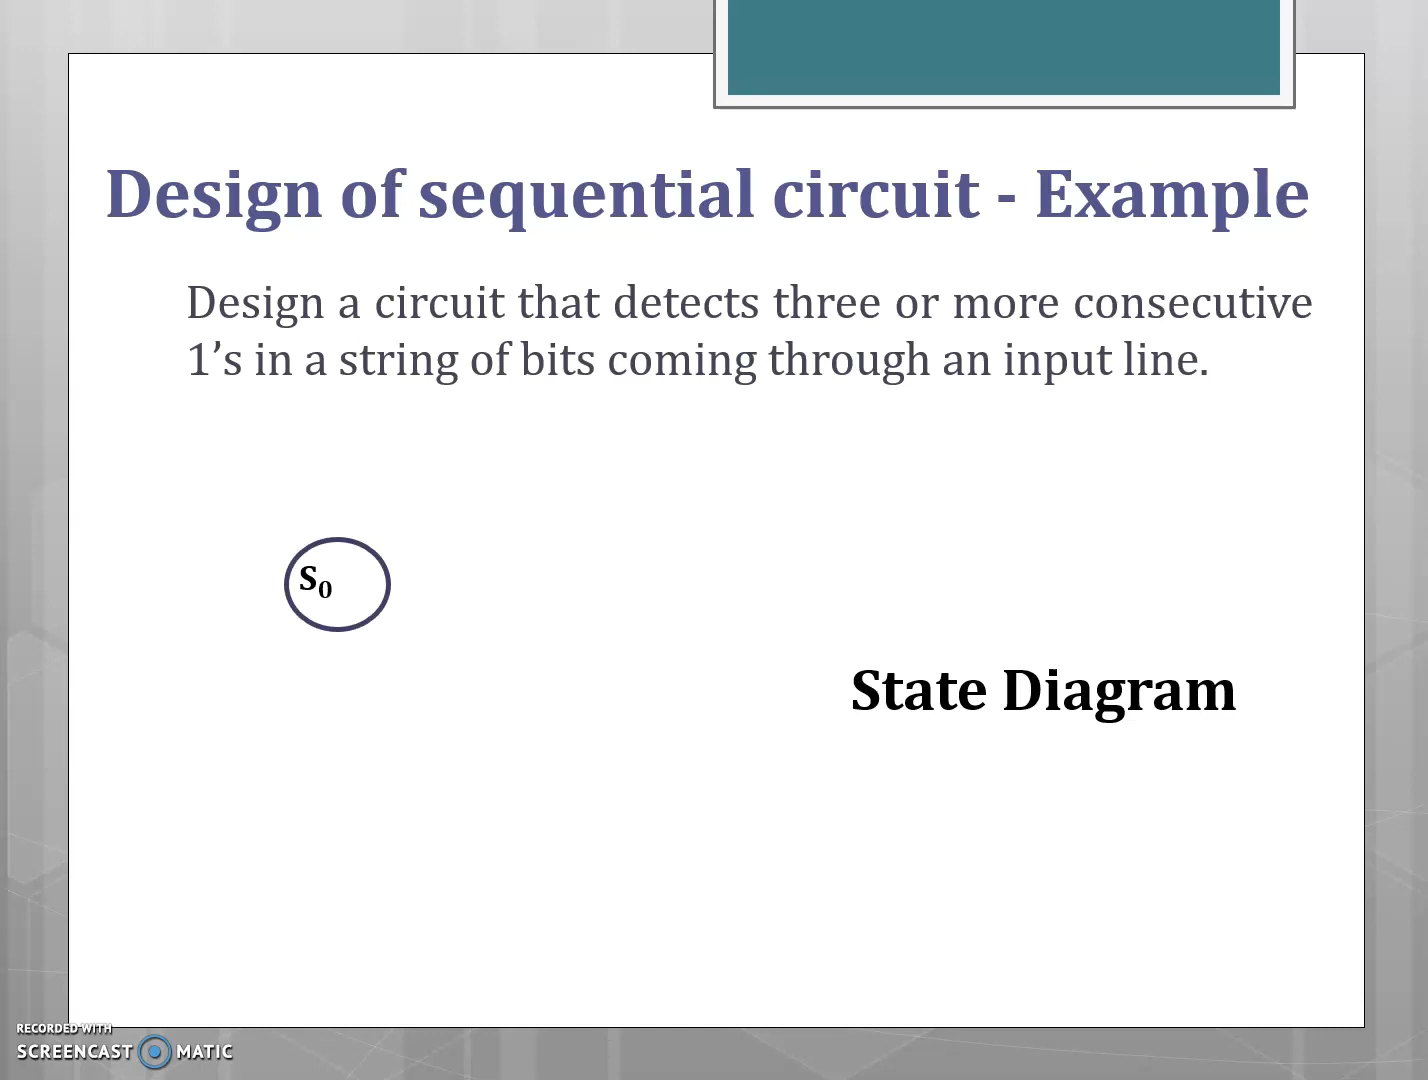 Design of sequential circuit - Example
Design a circuit that detects three or more consecutive
1’s in a string of bits coming through an input line.
S₀
State Diagram
RECORDED WITH
SCREENCAST MATIC